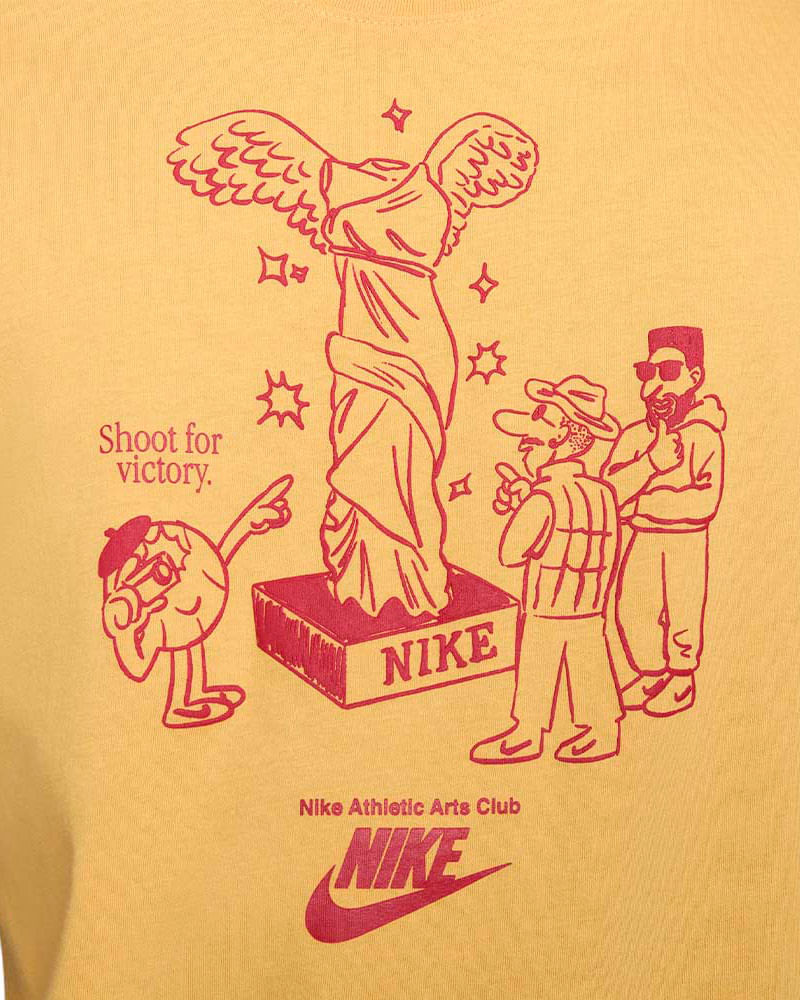 Shoot for
victory.
NIKE
Nike Athletic Arts Club
NIKE